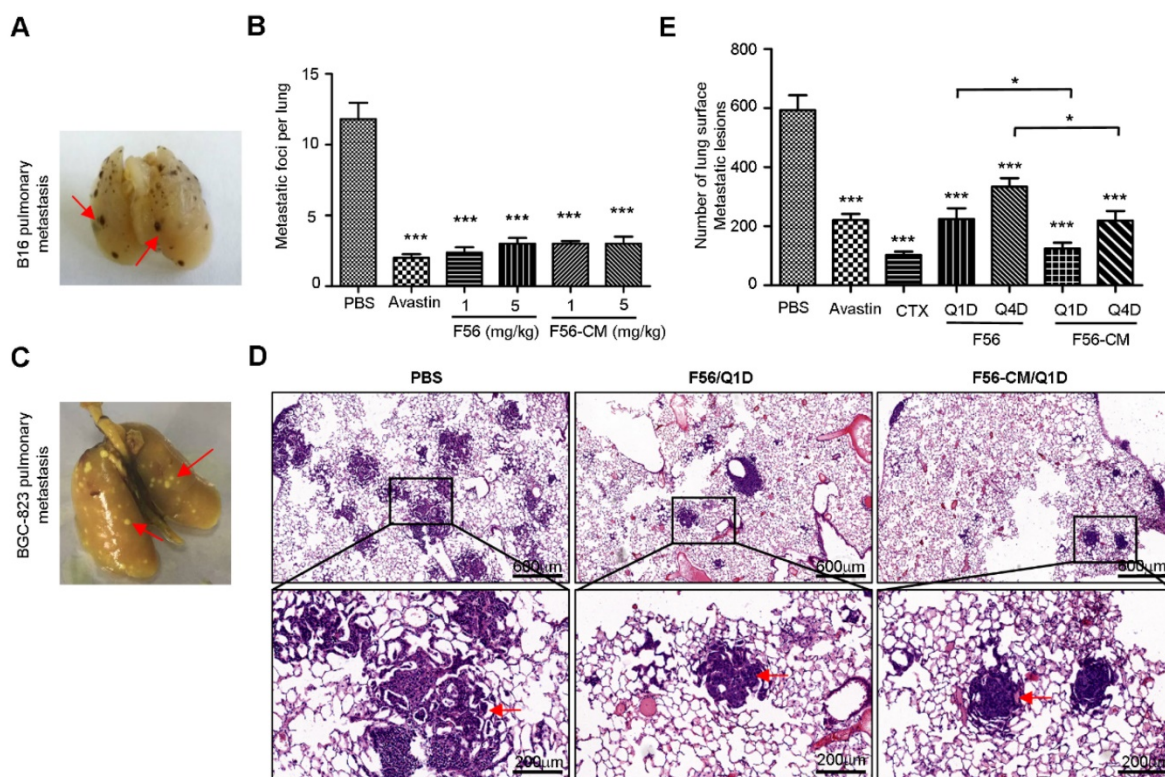 A
B16 pulmonary
metastasis
B
Metastatic foci per lung
15
10
5
0
***
***
***
***
***
PBS
Avastin
1
5
1
5
F56 (mg/kg)
F56-CM (mg/kg)
E
Number of lung surface
Metastatic lesions
800
600
400
200
0
*
*
***
***
***
***
***
***
PBS
Avastin
CTX
Q1D
Q4D
Q1D
Q4D
F56
F56-CM
C
BGC-823 pulmonary
metastasis
D
PBS
F56/Q1D
F56-CM/Q1D
600μm
600μm
600μm
200μm
200μm
200μm